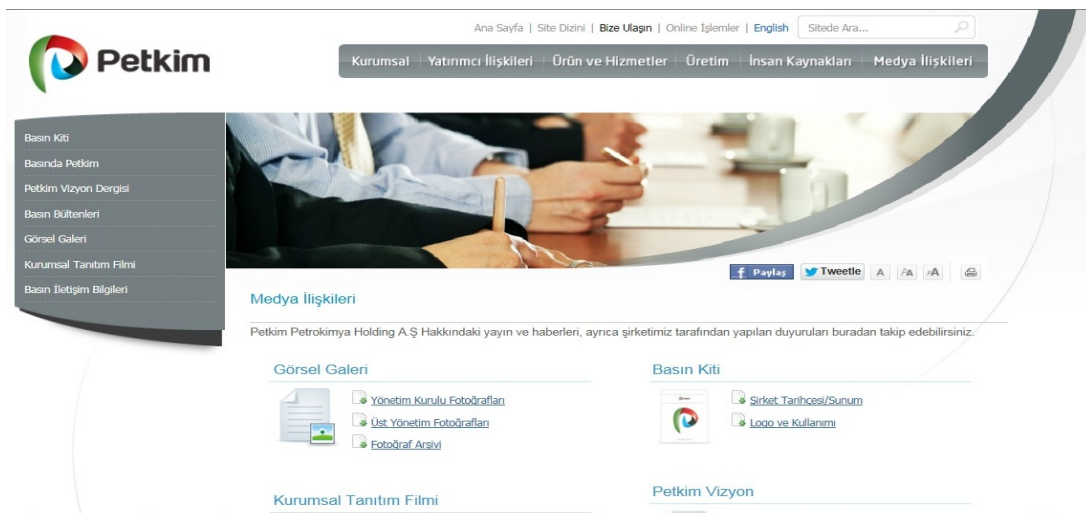 Ana Sayfa | Site Dizini | Bize Ulaşın | Online İşlemler | English
Sitede Ara...
Petkim
Kurumsal Yatırımcı İlişkileri Ürün ve Hizmetler Üretim İnsan Kaynakları Medya İlişkileri
Basın Kiti
Basında Petkim
Petkim Vizyon Dergisi
Basın Bültenleri
Görsel Galeri
Kurumsal Tanıtım Filmi
Basın İletişim Bilgileri
f Paylaş Tweetle A AA AA
Medya İlişkileri
Petkim Petrokimya Holding A.Ş Hakkındaki yayın ve haberleri, ayrıca şirketimiz tarafından yapılan duyuruları buradan takip edebilirsiniz.
Görsel Galeri
Yönetim Kurulu Fotoğrafları
Üst Yönetim Fotoğrafları
Fotoğraf Arşivi
Basın Kiti
Şirket Tarihçesi/Sunum
Logo ve Kullanımı
Kurumsal Tanıtım Filmi
Petkim Vizyon